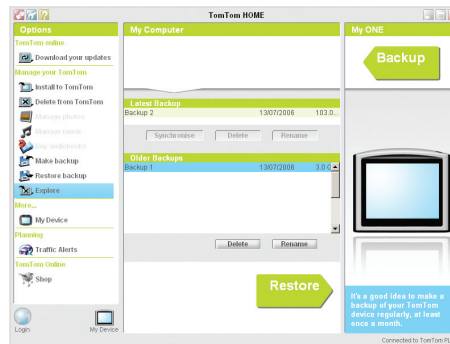 TomTom HOME
Options
TomTom online
Download your updates
Manage your TomTom
Install to TomTom
Delete from TomTom
Manage photos
Manage music
Buy audiobooks
Make backup
Restore backup
Explore
More...
My Device
Planning
Traffic Alerts
TomTom Online
Shop
Login
My Device
My Computer
Latest Backup
Backup 2 13/07/2006 103.0...
Synchronise Delete Rename
Older Backups
Backup 1 13/07/2006
Delete Rename
Restore
My ONE
Backup
It's a good idea to make a
backup of your TomTom
device regularly, at least
once a month.
Connected to TomTom